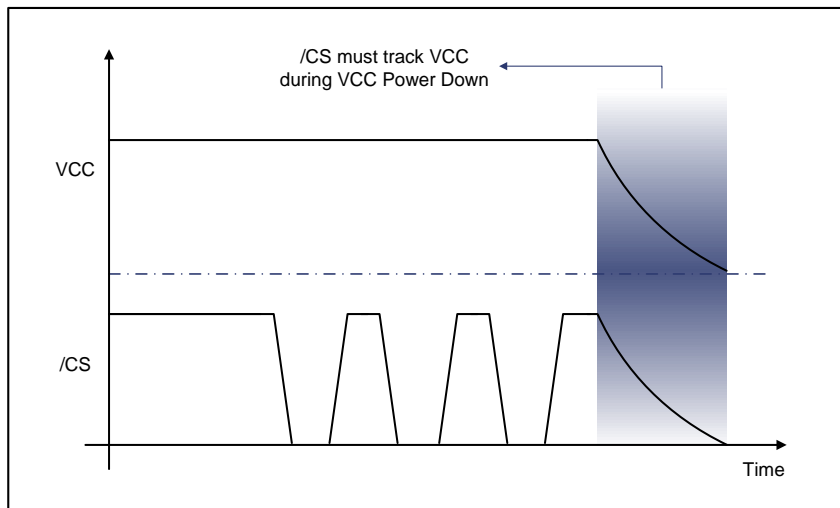 /CS must track VCC
during VCC Power Down
VCC
/CS
Time